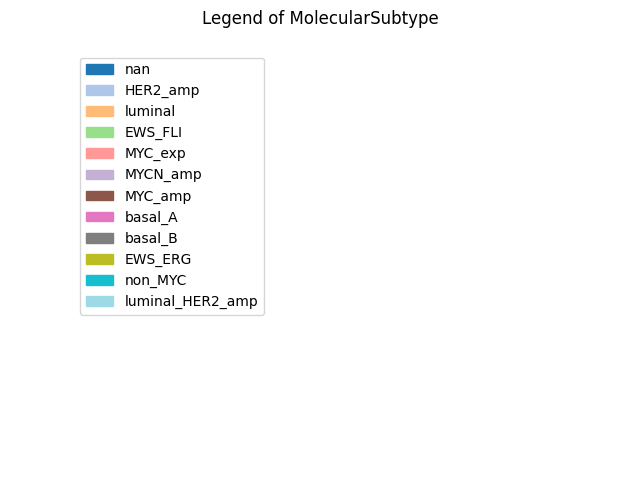 Legend of MolecularSubtype
nan
HER2_amp
luminal
EWS_FLI
MYC_exp
MYCN_amp
MYC_amp
basal_A
basal_B
EWS_ERG
non_MYC
luminal_HER2_amp